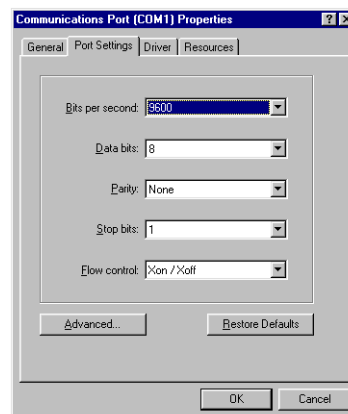 Communications Port (COM1) Properties
General Port Settings Driver Resources
Bits per second: 9600
Data bits: 8
Parity: None
Stop bits: 1
Flow control: Xon / Xoff
Advanced... Restore Defaults
OK Cancel